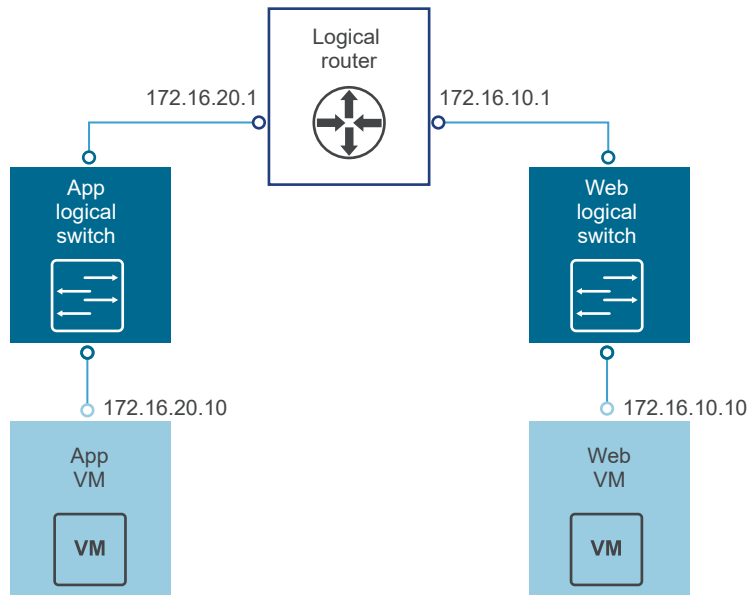 Logical
router
172.16.20.1
172.16.10.1
App
logical
switch
Web
logical
switch
172.16.20.10
172.16.10.10
App
VM
VM
Web
VM
VM